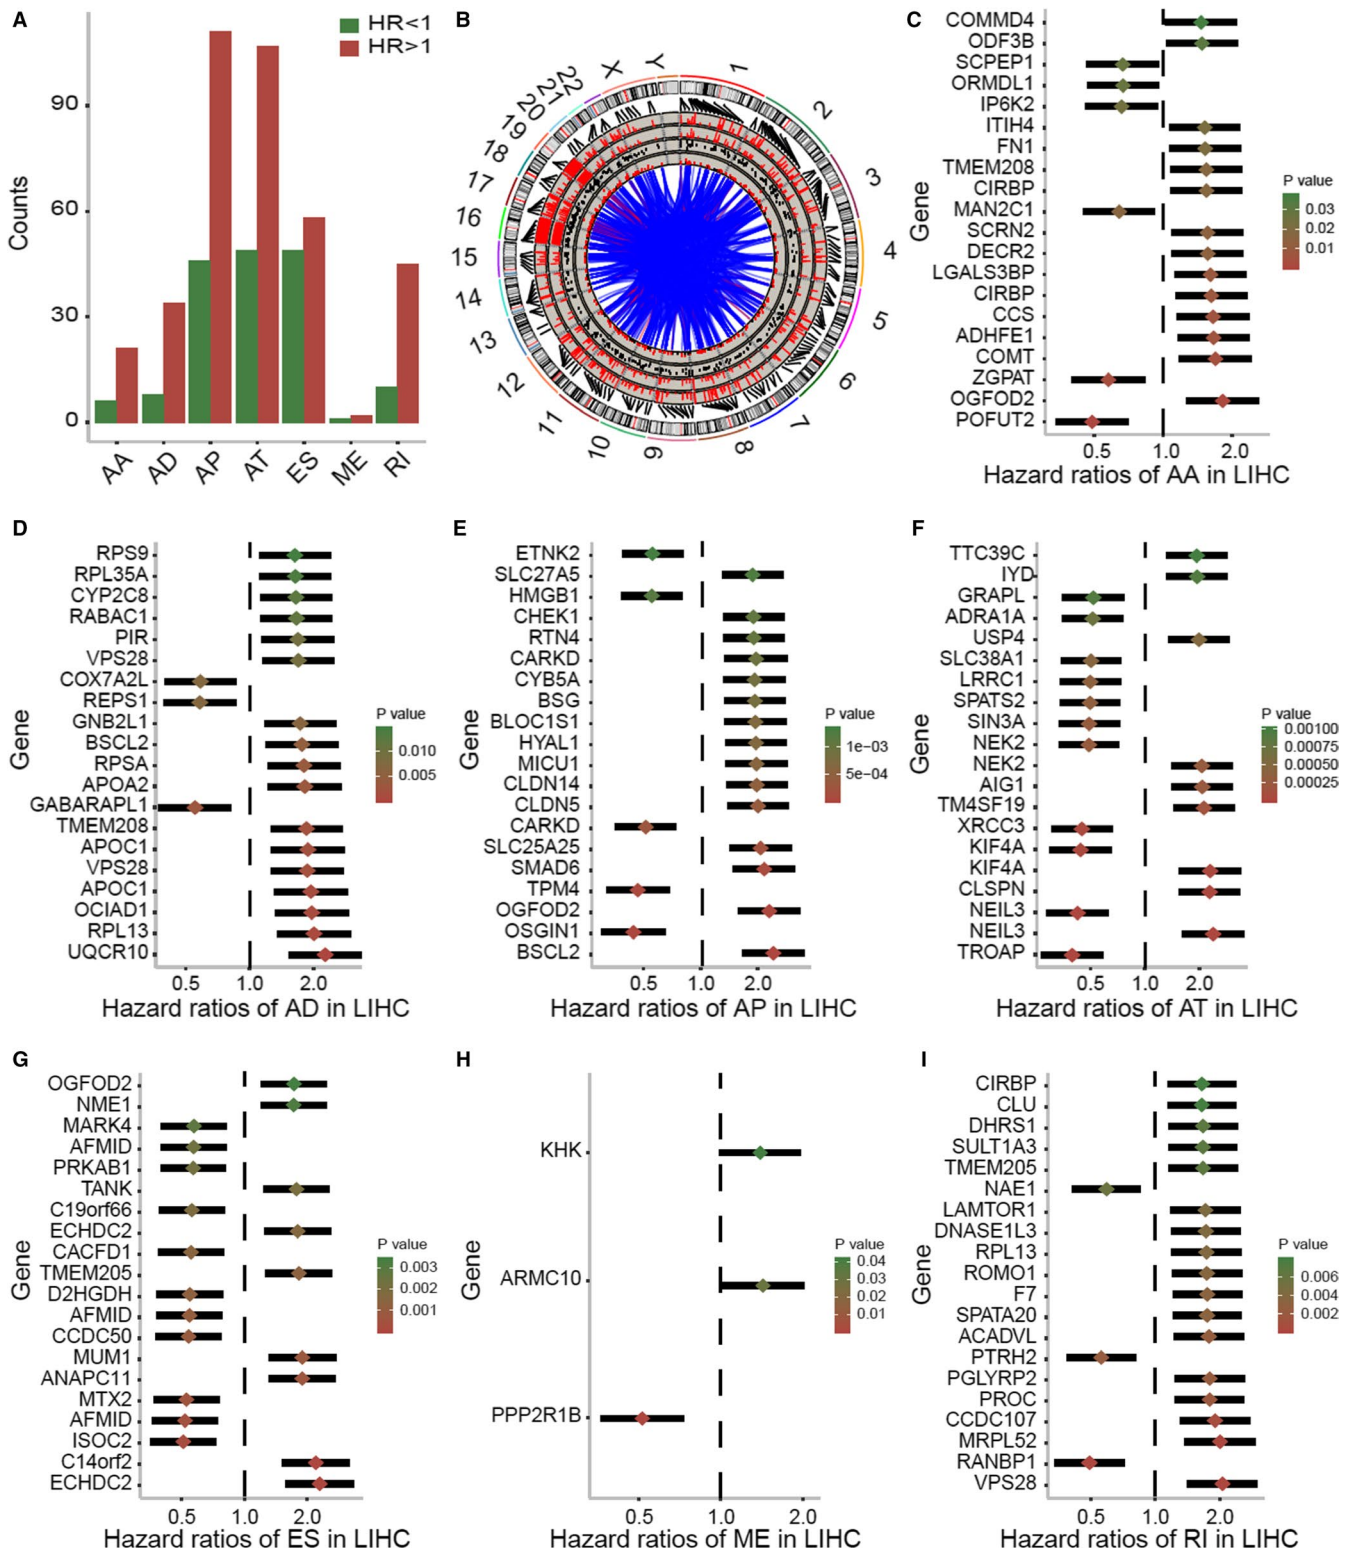 A
HR<1
HR>1
Counts
90
60
30
0
AA
AD
AP
AT
ES
ME
RI
B
1
2
3
4
5
6
7
8
9
10
11
12
13
14
15
16
17
18
19
20
21
22
X
Y
C
Gene
COMMD4
ODF3B
SCPEP1
ORMDL1
IP6K2
ITIH4
FN1
TMEM208
CIRBP
MAN2C1
SCRN2
DECR2
LGALS3BP
CIRBP
CCS
ADHFE1
COMT
ZGPAT
OGFOD2
POFUT2
0.5 1.0 2.0
Hazard ratios of AA in LIHC
P value
0.03
0.02
0.01
D
Gene
RPS9
RPL35A
CYP2C8
RABAC1
PIR
VPS28
COX7A2L
REPS1
GNB2L1
BSCL2
RPSA
APOA2
GABARAPL1
TMEM208
APOC1
VPS28
APOC1
OCIAD1
RPL13
UQCR10
0.5 1.0 2.0
Hazard ratios of AD in LIHC
P value
0.010
0.005
E
Gene
ETNK2
SLC27A5
HMGB1
CHEK1
RTN4
CARKD
CYB5A
BSG
BLOC1S1
HYAL1
MICU1
CLDN14
CLDN5
CARKD
SLC25A25
SMAD6
TPM4
OGFOD2
OSGIN1
BSCL2
0.5 1.0 2.0
Hazard ratios of AP in LIHC
P value
1e−03
5e−04
F
Gene
TTC39C
IYD
GRAPL
ADRA1A
USP4
SLC38A1
LRRC1
SPATS2
SIN3A
NEK2
NEK2
AIG1
TM4SF19
XRCC3
KIF4A
KIF4A
CLSPN
NEIL3
NEIL3
TROAP
0.5 1.0 2.0
Hazard ratios of AT in LIHC
P value
0.00100
0.00075
0.00050
0.00025
G
Gene
OGFOD2
NME1
MARK4
AFMID
PRKAB1
TANK
C19orf66
ECHDC2
CACFD1
TMEM205
D2HGDH
AFMID
CCDC50
MUM1
ANAPC11
MTX2
AFMID
ISOC2
C14orf2
ECHDC2
0.5 1.0 2.0
Hazard ratios of ES in LIHC
P value
0.003
0.002
0.001
H
Gene
KHK
ARMC10
PPP2R1B
0.5 1.0 2.0
Hazard ratios of ME in LIHC
P value
0.04
0.03
0.02
0.01
I
Gene
CIRBP
CLU
DHRS1
SULT1A3
TMEM205
NAE1
LAMTOR1
DNASE1L3
RPL13
ROMO1
F7
SPATA20
ACADVL
PTRH2
PGLYRP2
PROC
CCDC107
MRPL52
RANBP1
VPS28
0.5 1.0 2.0
Hazard ratios of RI in LIHC
P value
0.006
0.004
0.002